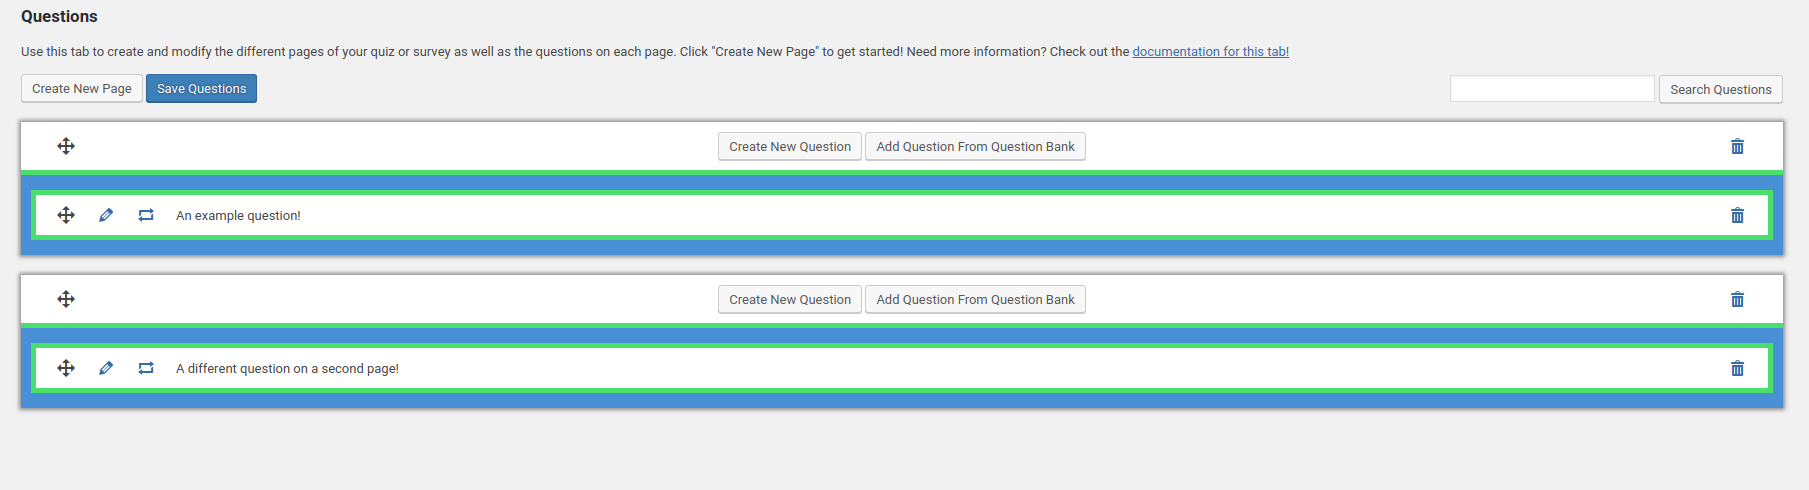 Questions
Use this tab to create and modify the different pages of your quiz or survey as well as the questions on each page. Click "Create New Page" to get started! Need more information? Check out the documentation for this tab!
Create New Page Save Questions Search Questions
Create New Question Add Question From Question Bank
An example question!
Create New Question Add Question From Question Bank
A different question on a second page!